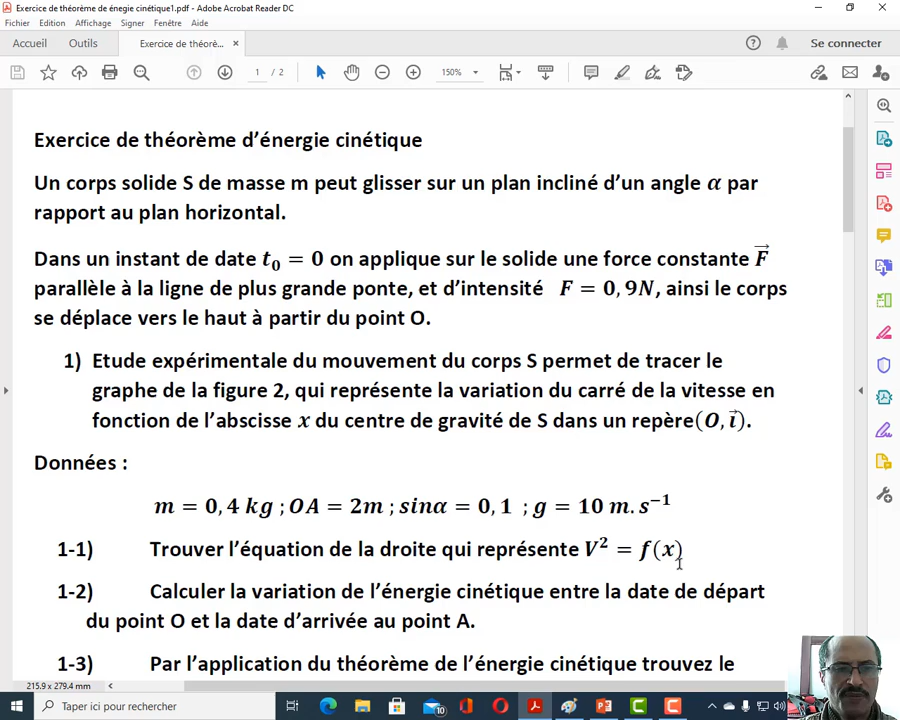 Exercice de théorème de énegie cinétique1.pdf - Adobe Acrobat Reader DC
Fichier Edition Affichage Signer Fenêtre Aide
Accueil Outils Exercice de théorè... × Se connecter
1 / 2 150%
Exercice de théorème d’énergie cinétique
Un corps solide S de masse m peut glisser sur un plan incliné d’un angle α par
rapport au plan horizontal.
Dans un instant de date t₀ = 0 on applique sur le solide une force constante F⃗
parallèle à la ligne de plus grande ponte, et d’intensité F = 0, 9N, ainsi le corps
se déplace vers le haut à partir du point O.
1) Etude expérimentale du mouvement du corps S permet de tracer le
graphe de la figure 2, qui représente la variation du carré de la vitesse en
fonction de l’abscisse x du centre de gravité de S dans un repère(O, ı⃗).
Données :
m = 0, 4 kg ; OA = 2m ; sinα = 0, 1 ; g = 10 m. s⁻¹
1-1) Trouver l’équation de la droite qui représente V² = f(x)
1-2) Calculer la variation de l’énergie cinétique entre la date de départ
du point O et la date d’arrivée au point A.
1-3) Par l’application du théorème de l’énergie cinétique trouvez le
215.9 x 279.4 mm
Taper ici pour rechercher 10